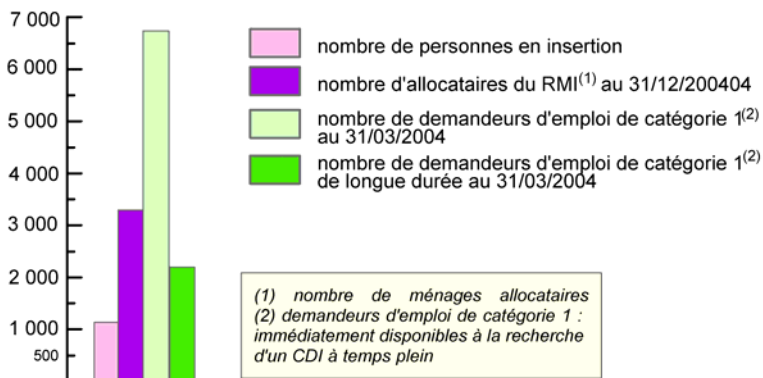 7 000
6 000
5 000
4 000
3 000
2 000
1 000
500
nombre de personnes en insertion
nombre d'allocataires du RMI(1) au 31/12/200404
nombre de demandeurs d'emploi de catégorie 1(2)
au 31/03/2004
nombre de demandeurs d'emploi de catégorie 1(2)
de longue durée au 31/03/2004
(1) nombre de ménages allocataires
(2) demandeurs d'emploi de catégorie 1 :
immédiatement disponibles à la recherche
d'un CDI à temps plein